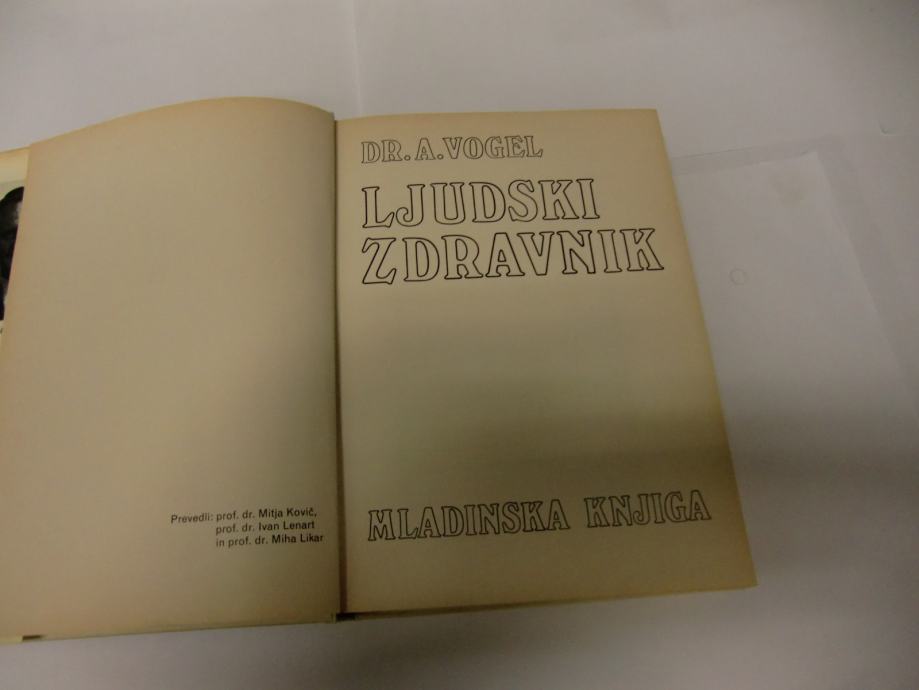 Prevedli: prof. dr. Mitja Kovič,
prof. dr. Ivan Lenart
in prof. dr. Miha Likar
DR. A. VOGEL
LJUDSKI
ZDRAVNIK
MLADINSKA KNJIGA